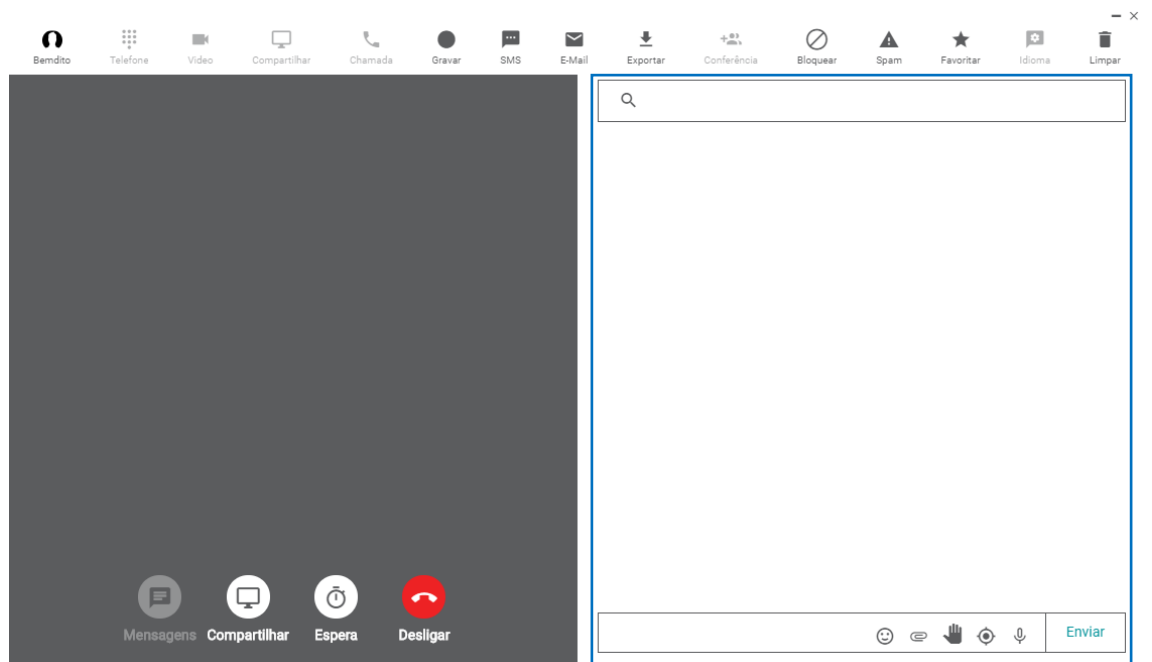 Bemdito Telefone Vídeo Compartilhar Chamada Gravar SMS E-Mail Exportar Conferência Bloquear Spam Favoritar Idioma Limpar
Mensagens Compartilhar Espera Desligar
Enviar